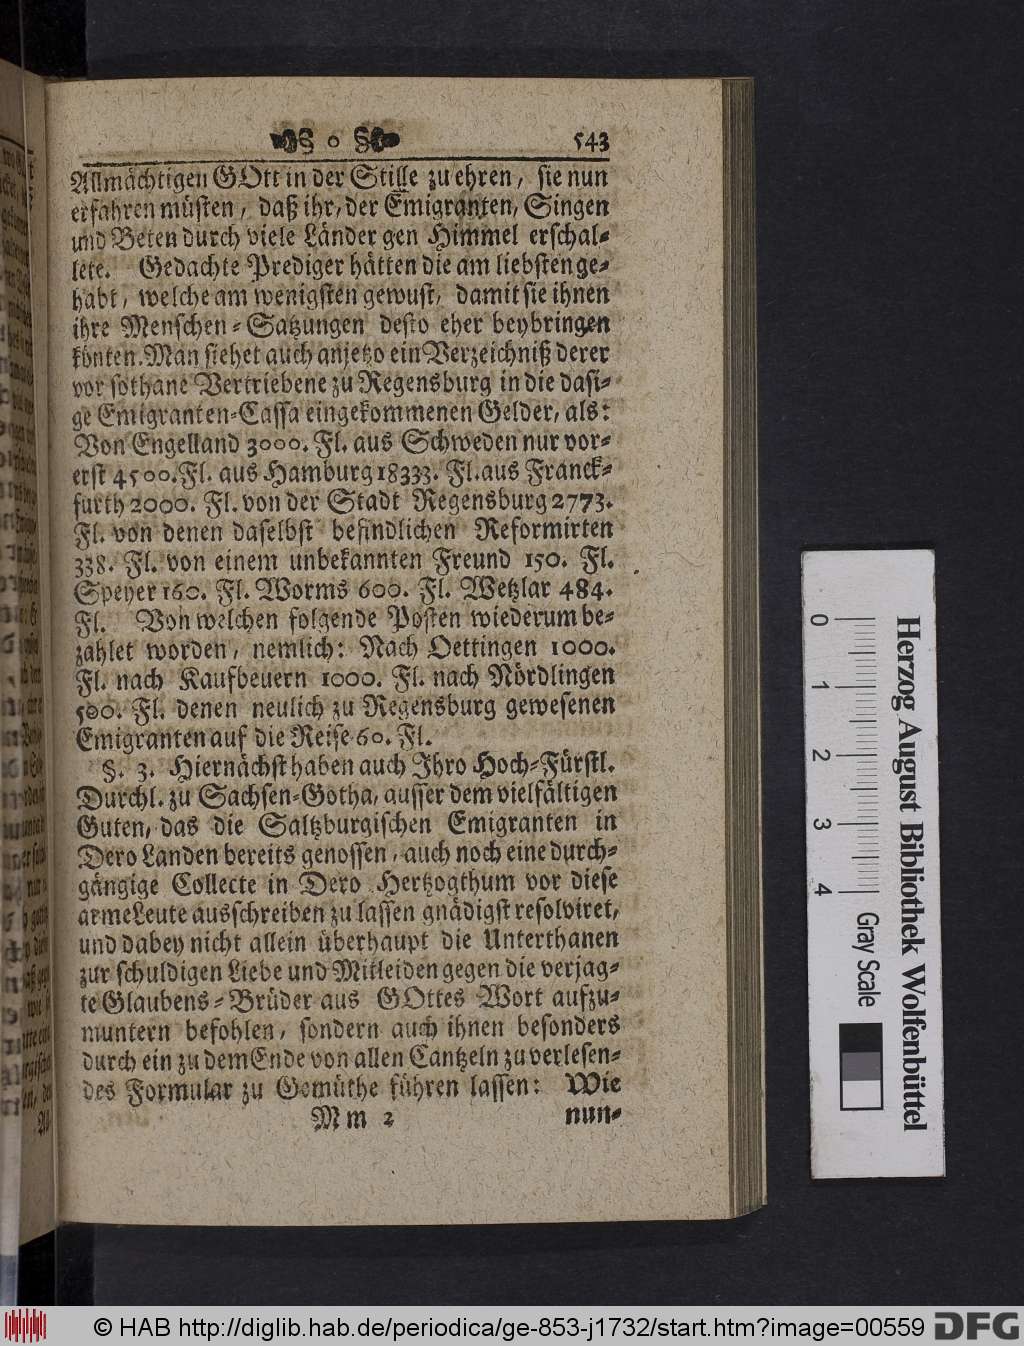 § o § 543
Allmächtigen GOtt in der Stille zu ehren, sie nun
erfahren müsten, daß ihr, der Emigranten, Singen
und Beten durch viele Länder gen Himmel erschal-
lete. Gedachte Prediger hätten die am liebsten ge-
habt, welche am wenigsten gewust, damit sie ihnen
ihre Menschen-Satzungen desto eher beybringen
könten. Man siehet auch anjetzo ein Verzeichniß derer
vor sothane Vertriebene zu Regensburg in die dasi-
ge Emigranten-Cassa eingekommenen Gelder, als:
Von Engelland 3000. Fl. aus Schweden nur vor-
erst 4500. Fl. aus Hamburg 18333. Fl. aus Franck-
furth 2000. Fl. von der Stadt Regensburg 2773.
Fl. von denen daselbst befindlichen Reformirten
338. Fl. von einem unbekannten Freund 150. Fl.
Speyer 160. Fl. Worms 600. Fl. Wetzlar 484.
Fl. Von welchen folgende Posten wiederum be-
zahlet worden, nemlich: Nach Oettingen 1000.
Fl. nach Kaufbeuern 1000. Fl. nach Nördlingen
500. Fl. denen neulich zu Regensburg gewesenen
Emigranten auf die Reise 60. Fl.
§. 3. Hiernächst haben auch Ihro Hoch-Fürstl.
Durchl. zu Sachsen-Gotha, ausser dem vielfältigen
Guten, das die Saltzburgischen Emigranten in
Dero Landen bereits genossen, auch noch eine durch-
gängige Collecte in Dero Hertzogthum vor diese
arme Leute ausschreiben zu lassen gnädigst resolviret,
und dabey nicht allein überhaupt die Unterthanen
zur schuldigen Liebe und Mitleiden gegen die verjag-
te Glaubens-Brüder aus GOttes Wort aufzu-
muntern befohlen, sondern auch ihnen besonders
durch ein zu dem Ende von allen Cantzeln zu verlesen-
des Formular zu Gemüthe führen lassen: Wie
Mm 2 nun-
0 1 2 3 4
Gray Scale
Herzog August Bibliothek Wolfenbüttel
© HAB http://diglib.hab.de/periodica/ge-853-j1732/start.htm?image=00559
DFG